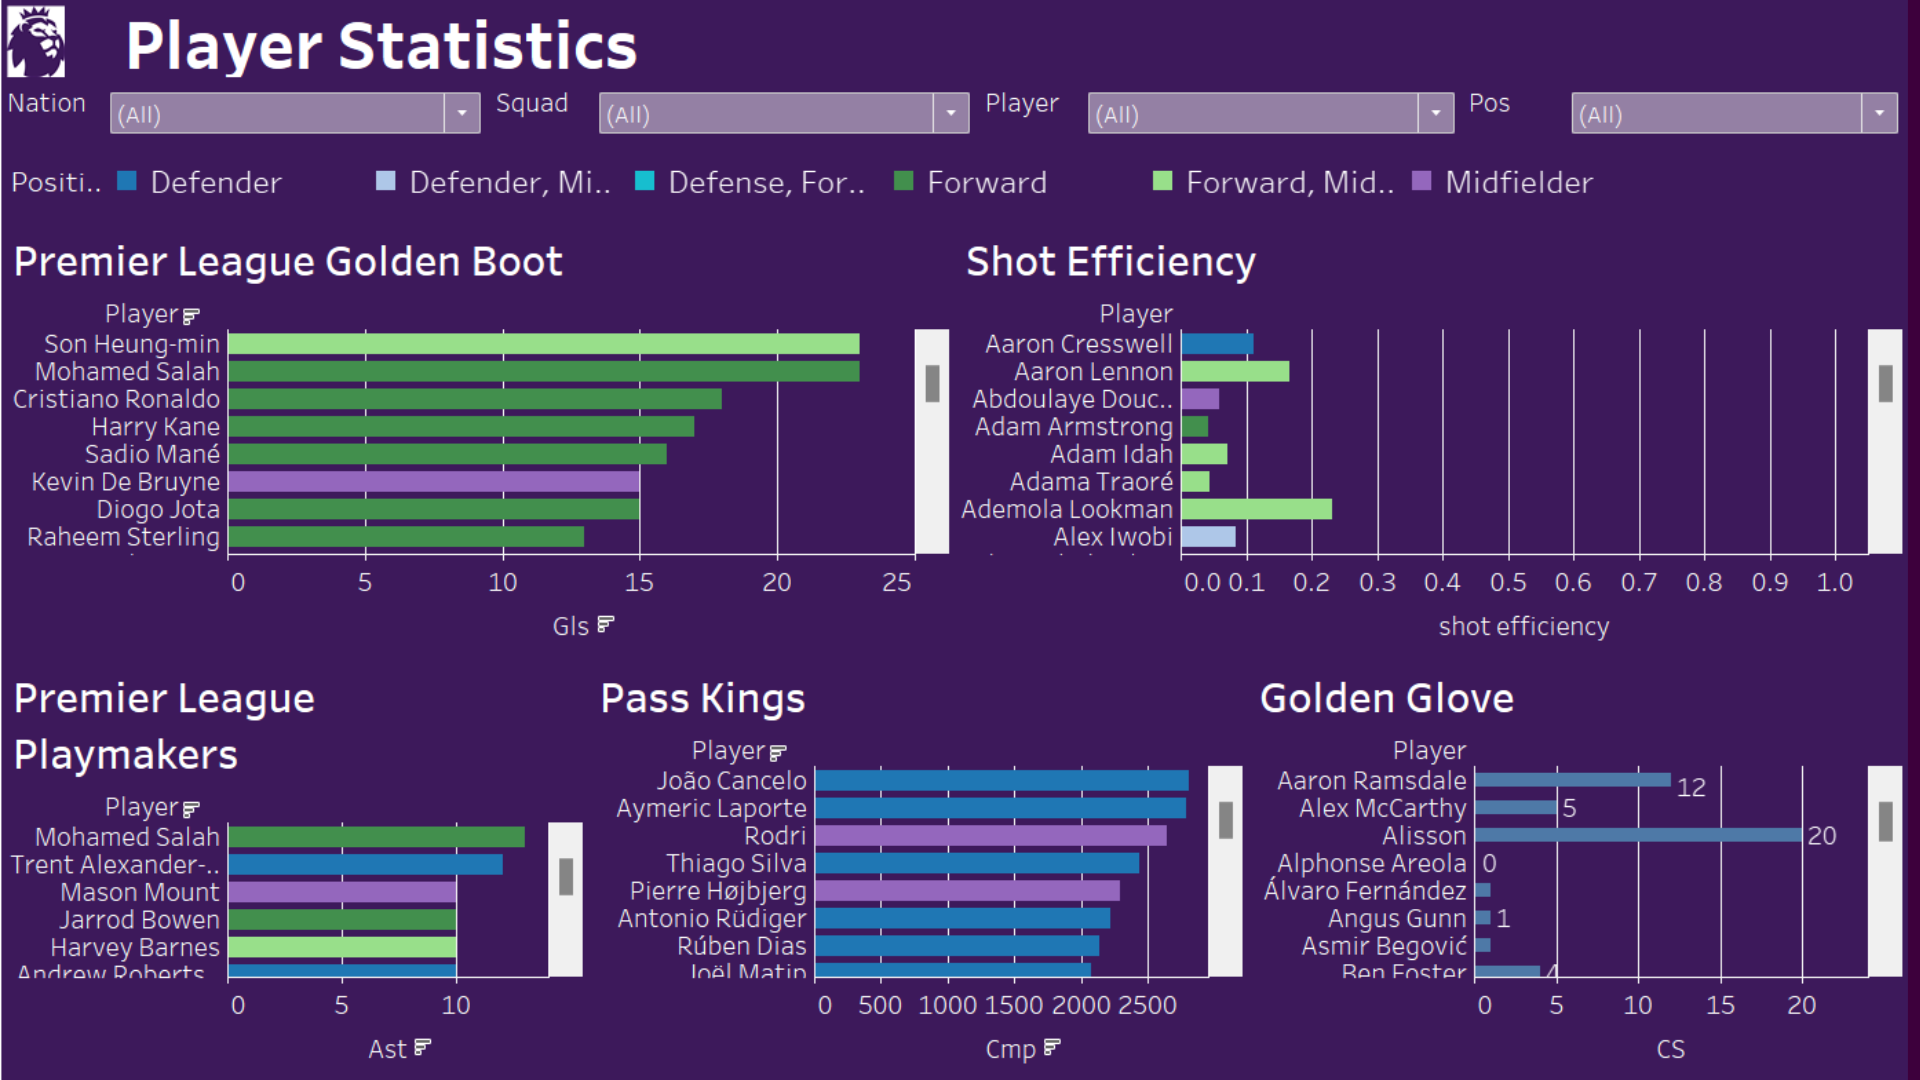 Player Statistics
Nation (All) Squad (All) Player (All) Pos (All)
Positi.. Defender Defender, Mi.. Defense, For.. Forward Forward, Mid.. Midfielder
Premier League Golden Boot
Player
Son Heung-min
Mohamed Salah
Cristiano Ronaldo
Harry Kane
Sadio Mané
Kevin De Bruyne
Diogo Jota
Raheem Sterling
0 5 10 15 20 25
Gls
Shot Efficiency
Player
Aaron Cresswell
Aaron Lennon
Abdoulaye Douc..
Adam Armstrong
Adam Idah
Adama Traoré
Ademola Lookman
Alex Iwobi
0.0 0.1 0.2 0.3 0.4 0.5 0.6 0.7 0.8 0.9 1.0
shot efficiency
Premier League
Playmakers
Player
Mohamed Salah
Trent Alexander-..
Mason Mount
Jarrod Bowen
Harvey Barnes
Andrew Roberts..
0 5 10
Ast
Pass Kings
Player
João Cancelo
Aymeric Laporte
Rodri
Thiago Silva
Pierre Højbjerg
Antonio Rüdiger
Rúben Dias
Joël Matip
0 500 1000 1500 2000 2500
Cmp
Golden Glove
Player
Aaron Ramsdale 12
Alex McCarthy 5
Alisson 20
Alphonse Areola 0
Álvaro Fernández
Angus Gunn 1
Asmir Begović
Ben Foster 4
0 5 10 15 20
CS